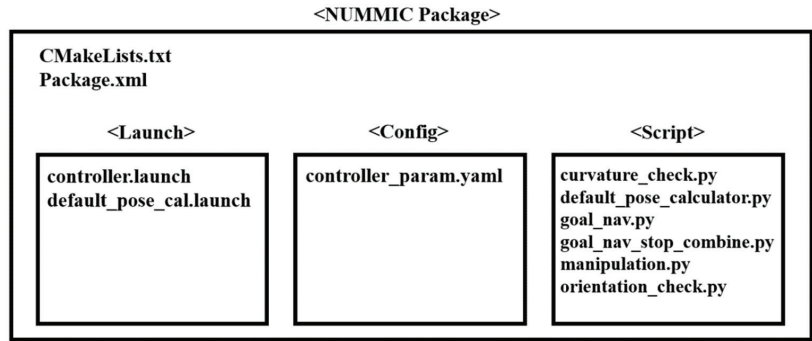 <NUMMIC Package>
CMakeLists.txt
Package.xml
<Launch>
controller.launch
default_pose_cal.launch
<Config>
controller_param.yaml
<Script>
curvature_check.py
default_pose_calculator.py
goal_nav.py
goal_nav_stop_combine.py
manipulation.py
orientation_check.py